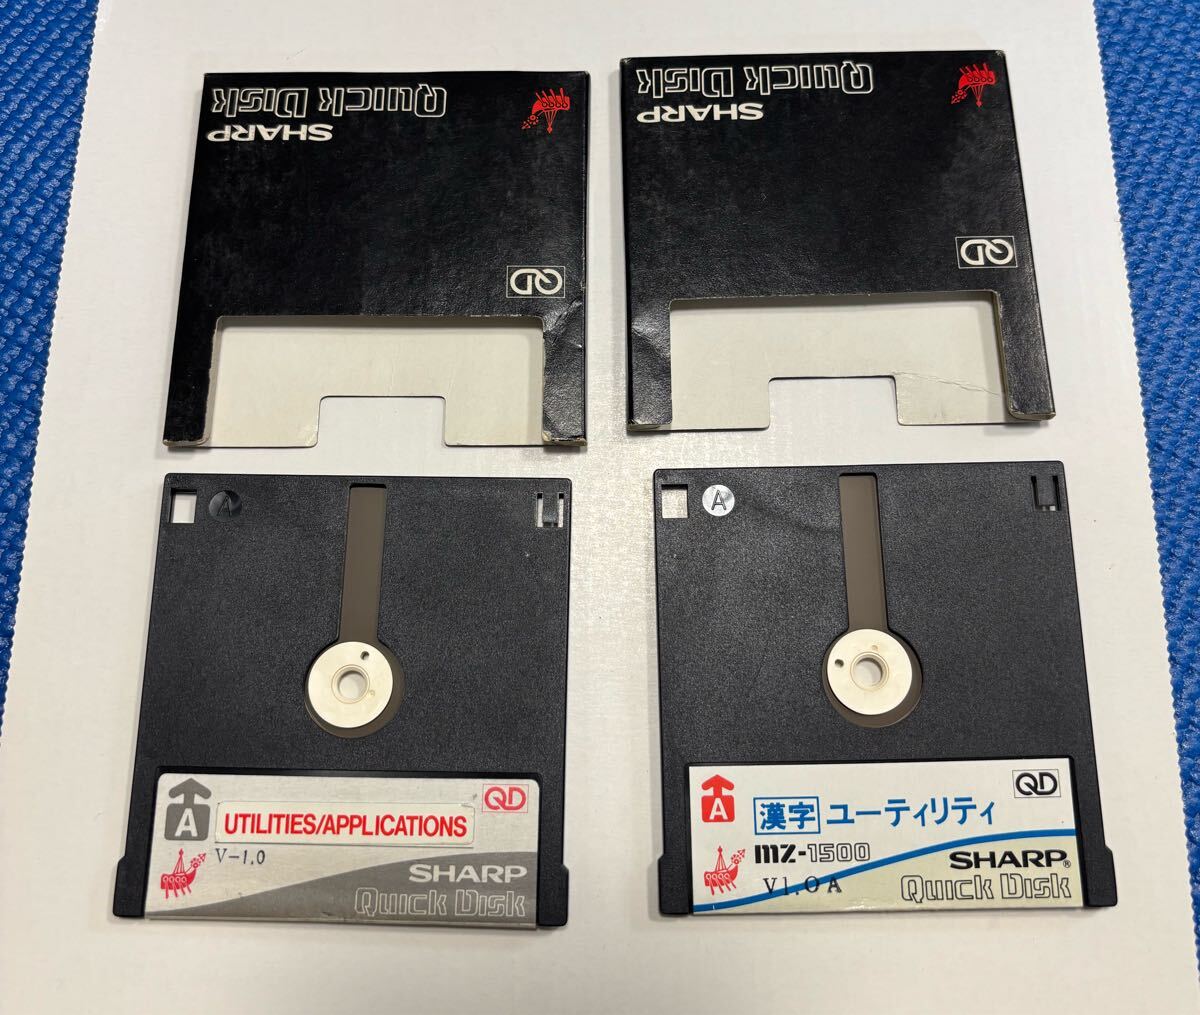 Quick Disk
SHARP
QD
Quick Disk
SHARP
QD
A
A
QD
A
UTILITIES/APPLICATIONS
V-1.0
SHARP
Quick Disk
A
QD
漢字 ユーティリティ
MZ-1500
SHARP®
V1.0A
Quick Disk